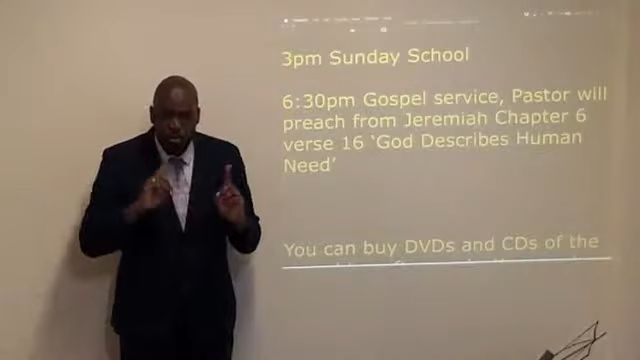 3pm Sunday School
6:30pm Gospel service, Pastor will
preach from Jeremiah Chapter 6
verse 16 ‘God Describes Human
Need’
You can buy DVDs and CDs of the